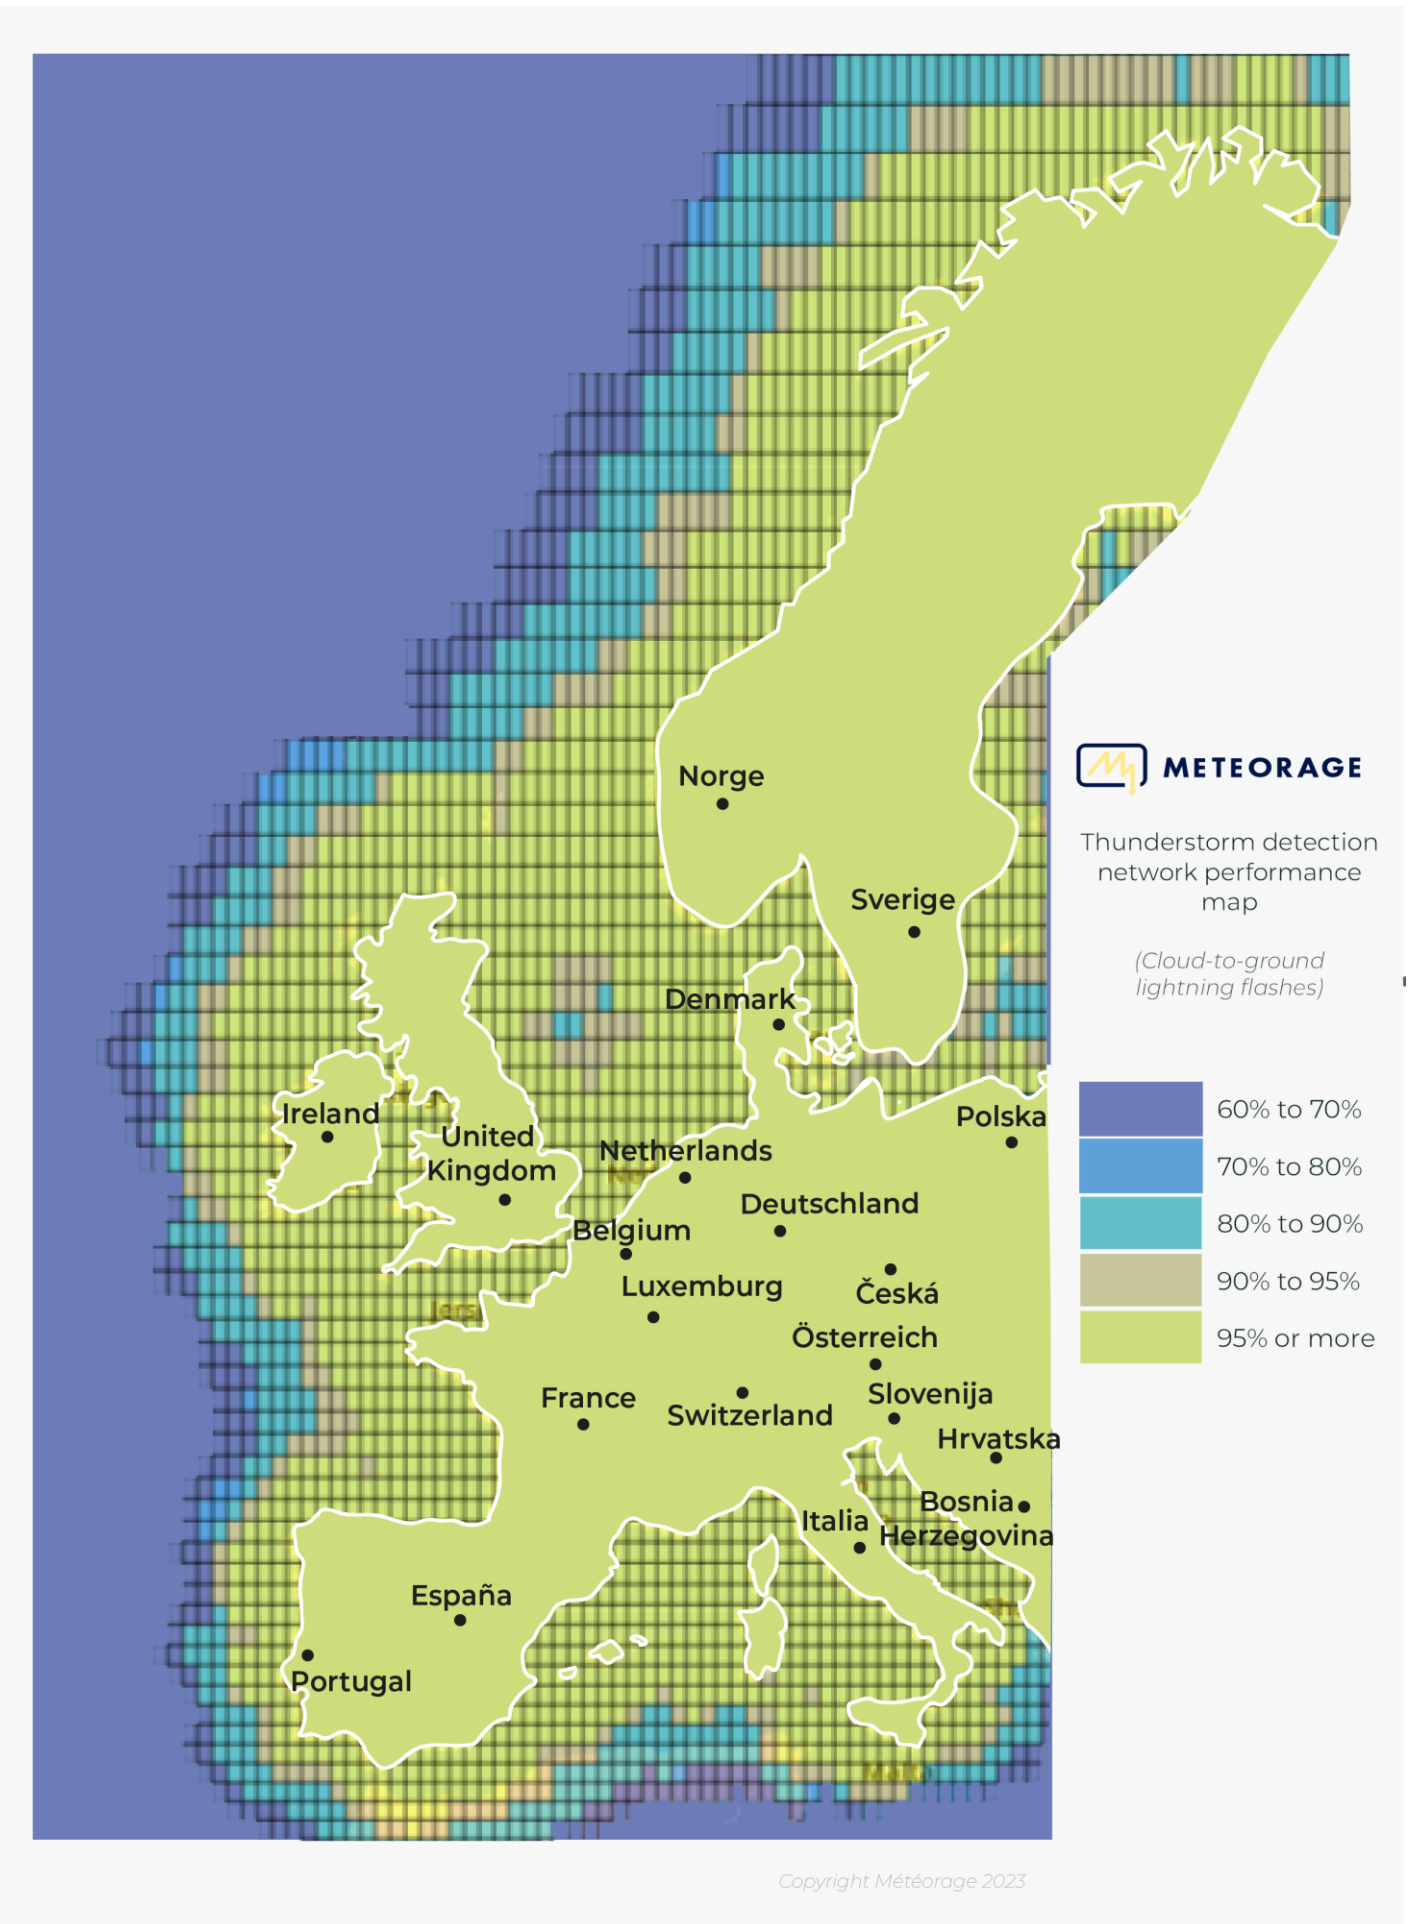 Norge
Sverige
Denmark
Ireland
United
Kingdom
Netherlands
Polska
Deutschland
Belgium
Luxemburg
Česká
Österreich
France
Switzerland
Slovenija
Hrvatska
Bosnia
Herzegovina
Italia
España
Portugal
Malta
METEORAGE
Thunderstorm detection
network performance
map
(Cloud-to-ground
lightning flashes)
60% to 70%
70% to 80%
80% to 90%
90% to 95%
95% or more
Copyright Météorage 2023